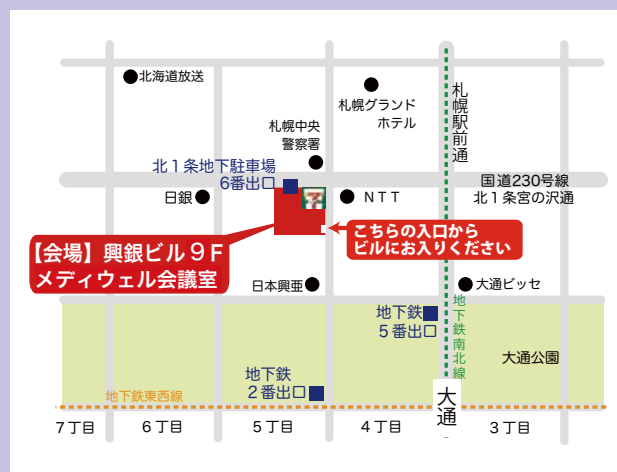 北海道放送
札幌グランド
ホテル
札幌駅前通
札幌中央
警察署
北1条地下駐車場
6番出口
国道230号線
北1条宮の沢通
日銀
7
NTT
こちらの入口から
ビルにお入りください
【会場】興銀ビル9F
メディウェル会議室
日本興亜
大通ビッセ
地下鉄
5番出口
地下鉄南北線
大通公園
地下鉄
2番出口
地下鉄東西線
大通
7丁目
6丁目
5丁目
4丁目
3丁目